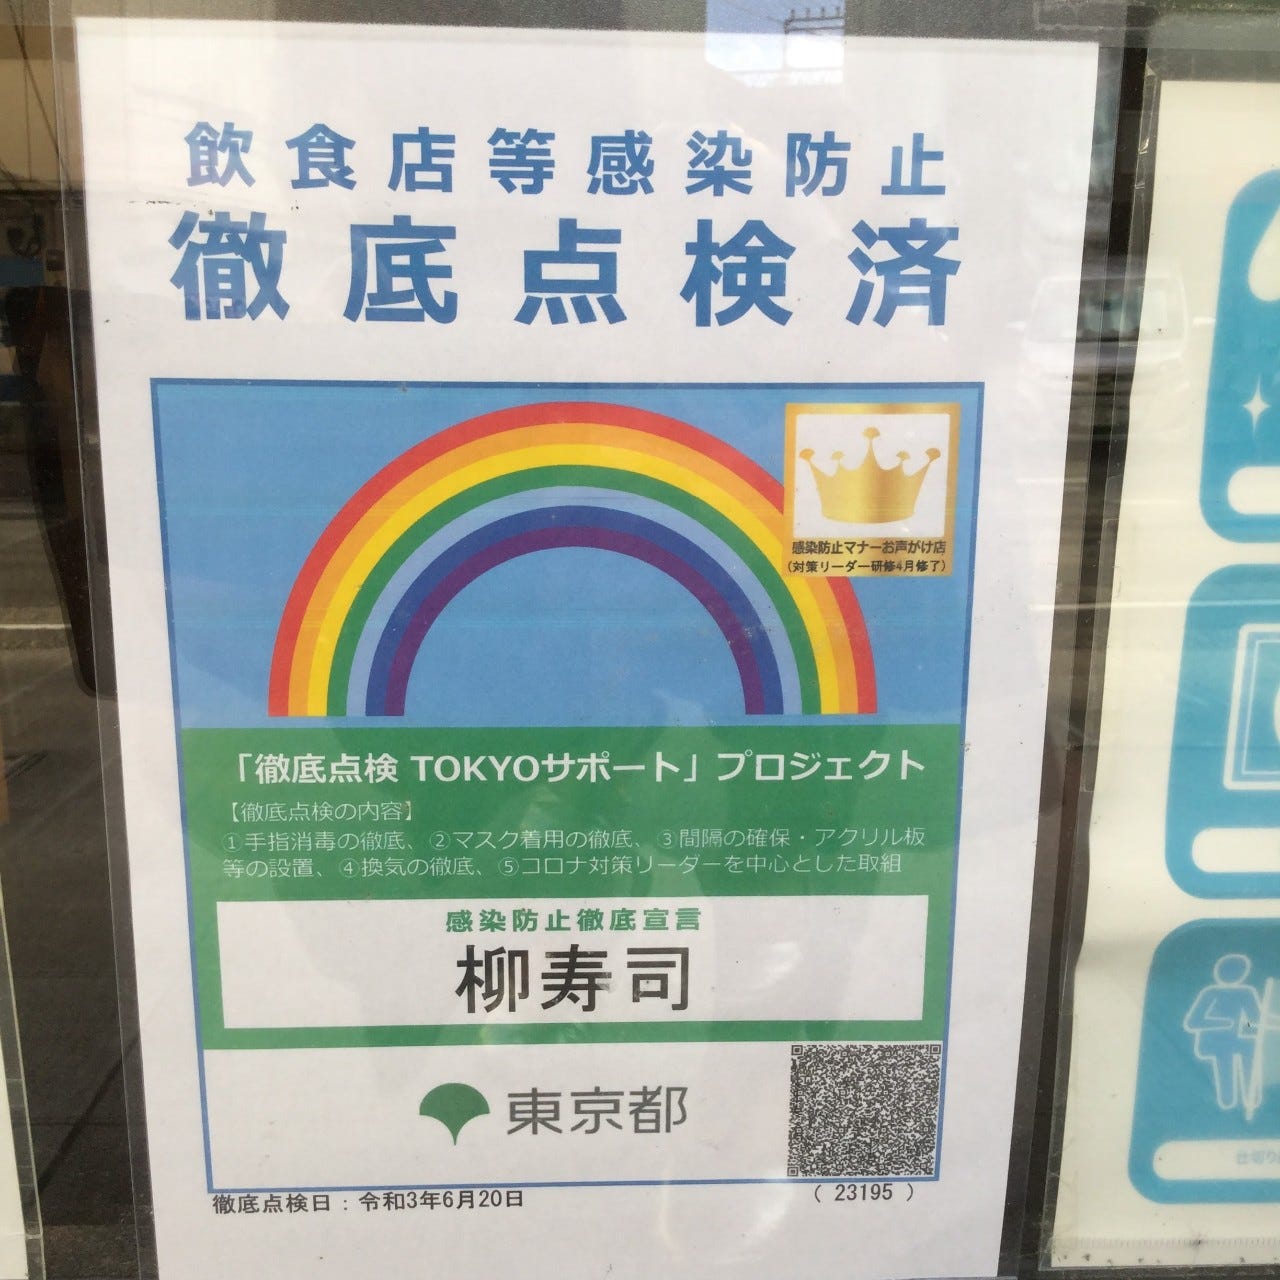 飲食店等感染防止
徹底点検済
感染防止マナーお声がけ店
(対策リーダー研修4月修了)
「徹底点検 TOKYOサポート」プロジェクト
【徹底点検の内容】
①手指消毒の徹底、②マスク着用の徹底、③間隔の確保・アクリル板
等の設置、④換気の徹底、⑤コロナ対策リーダーを中心とした取組
感染防止徹底宣言
柳寿司
東京都
徹底点検日：令和3年6月20日
( 23195 )